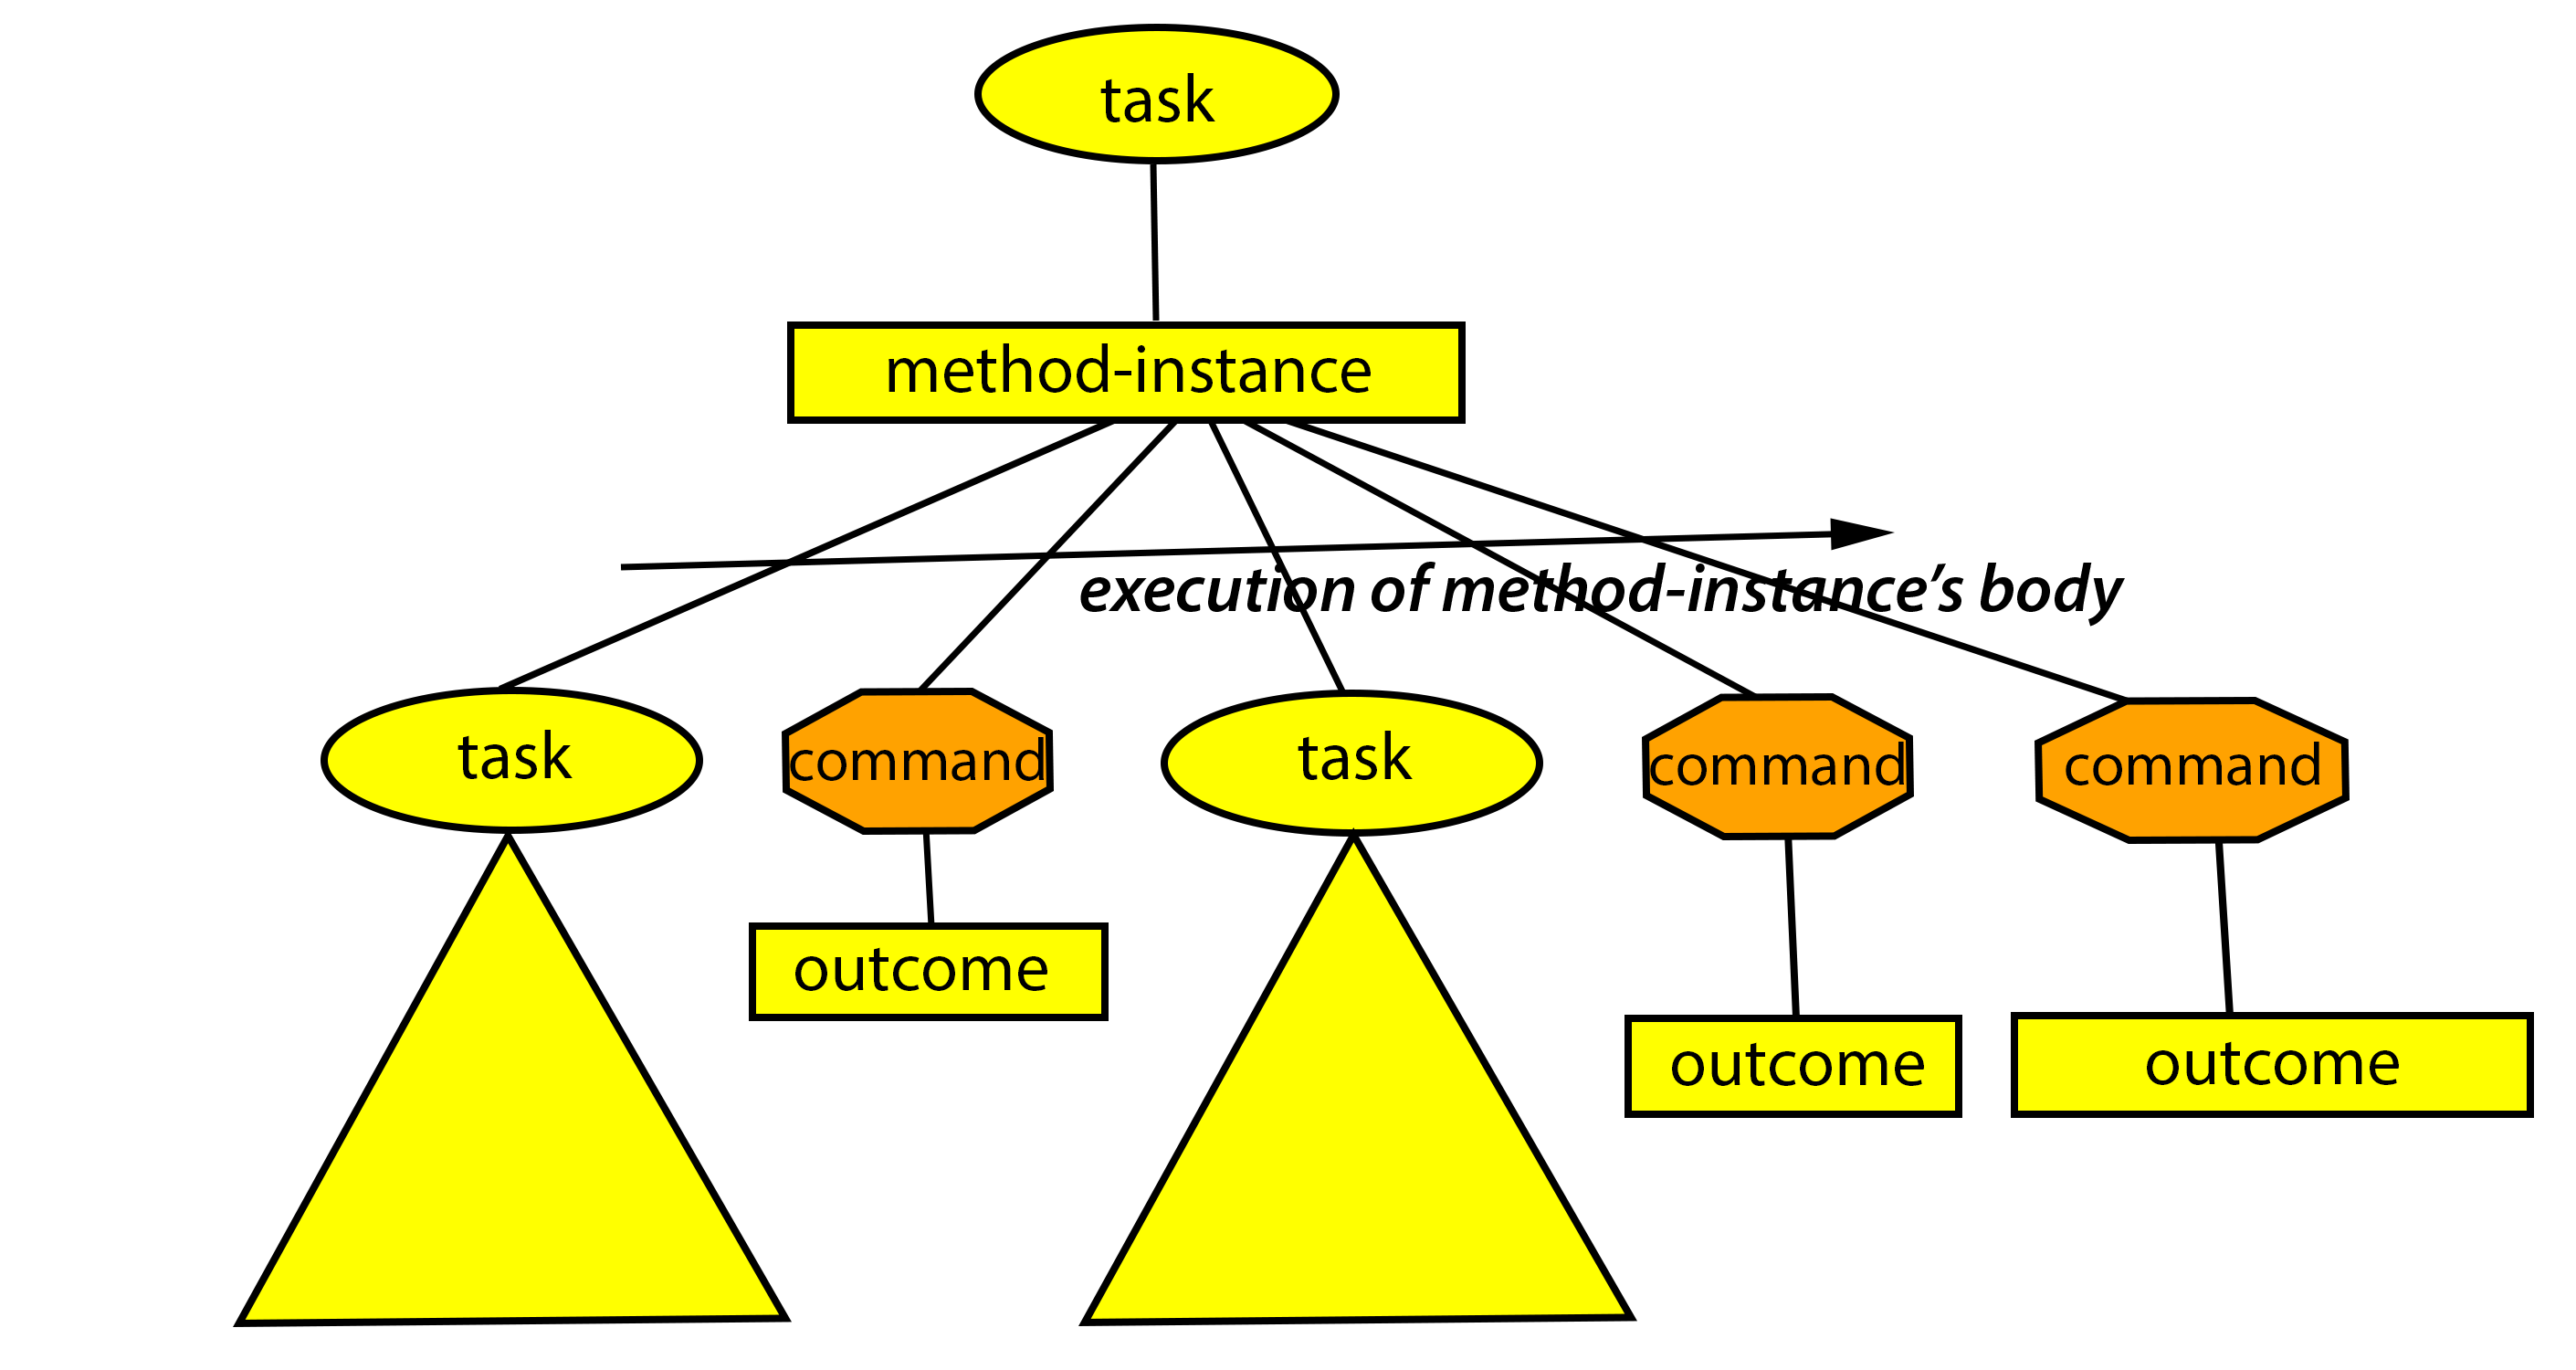 task
method-instance
execution of method-instance’s body
task
command
task
command
command
outcome
outcome
outcome